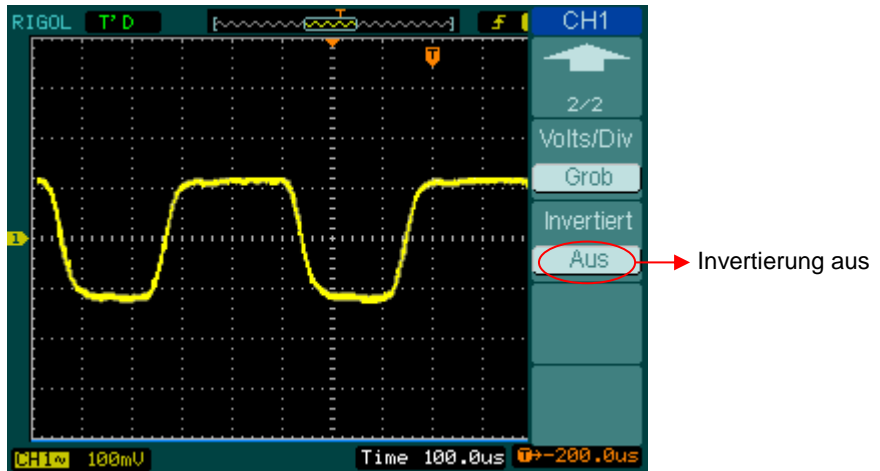 RIGOL T'D T f CH1
T
2/2
Volts/Div
Grob
Invertiert
1
Aus
Invertierung aus
CH1~ 100mV Time 100.0us T→-200.0us